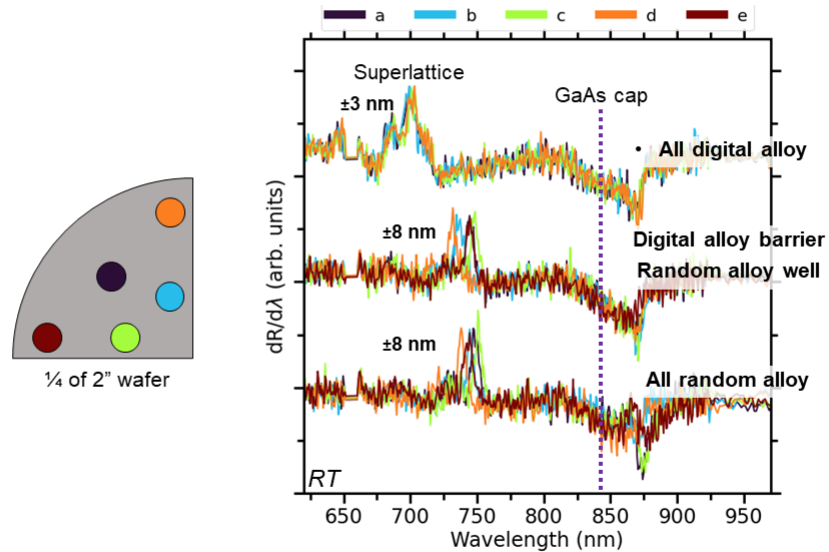 a b c d e
Superlattice
±3 nm
GaAs cap
• All digital alloy
±8 nm
Digital alloy barrier
Random alloy well
±8 nm
All random alloy
RT
dR/dλ (arb. units)
650 700 750 800 850 900 950
Wavelength (nm)
¼ of 2” wafer